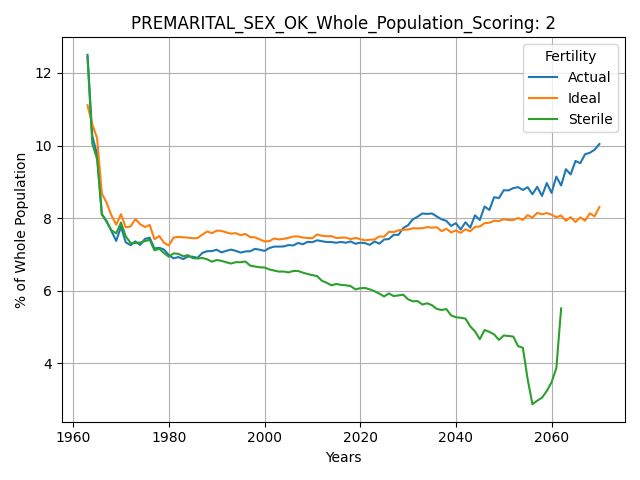 PREMARITAL_SEX_OK_Whole_Population_Scoring: 2
Fertility
Actual
Ideal
Sterile
% of Whole Population
12
10
8
6
4
1960 1980 2000 2020 2040 2060
Years